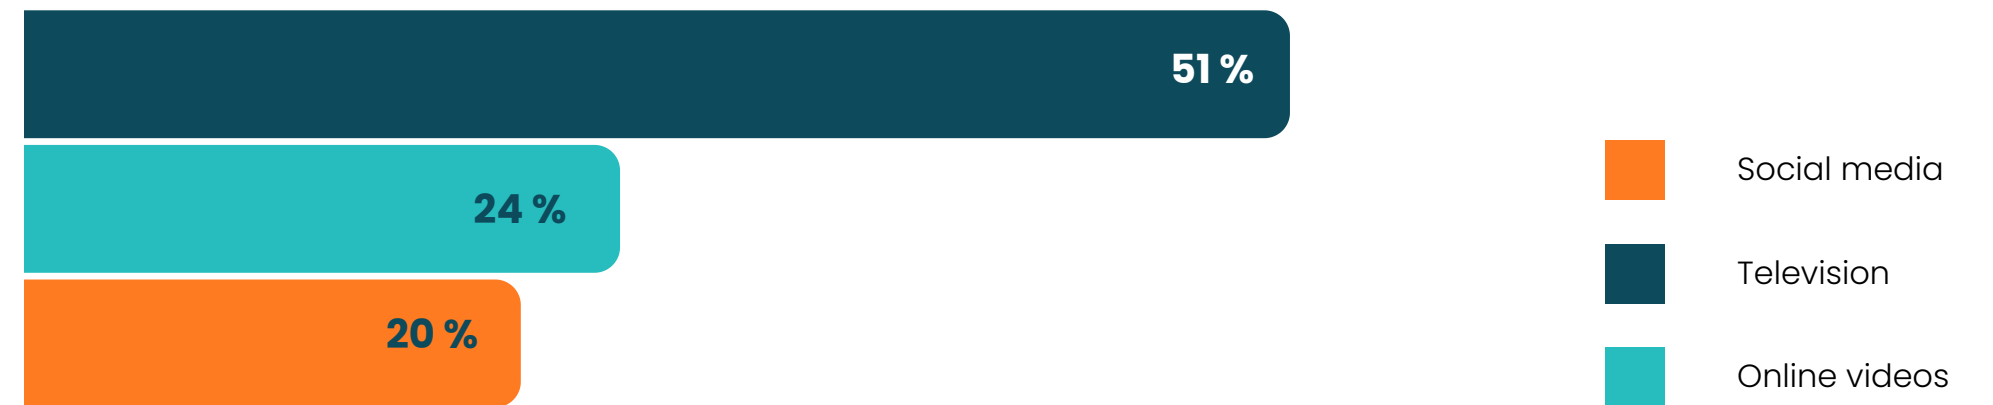 51 %
24 %
20 %
Social media
Television
Online videos